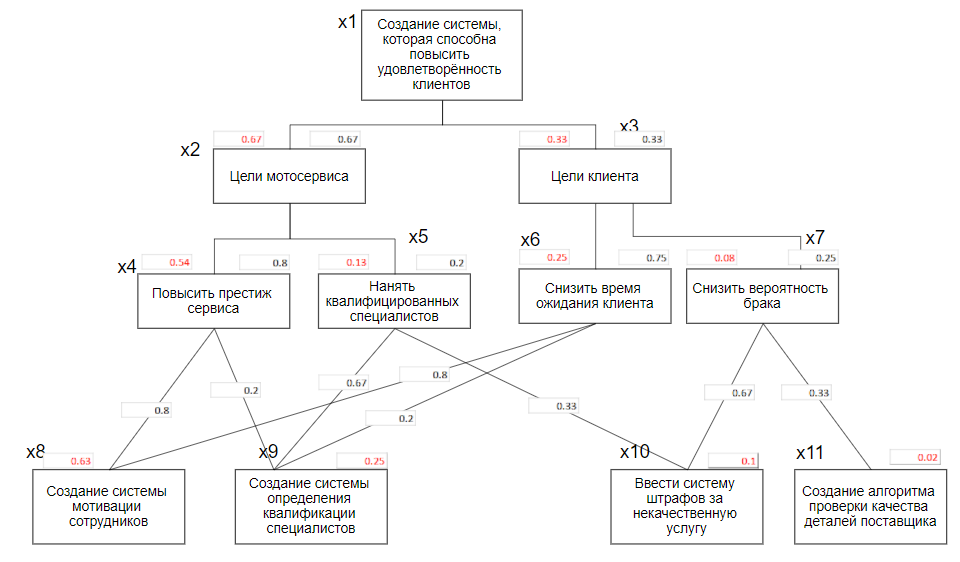 x1
Создание системы,
которая способна
повысить
удовлетворённость
клиентов
x2
0.67
0.67
Цели мотосервиса
x3
0.33
0.33
Цели клиента
x4
0.54
0.8
Повысить престиж
сервиса
x5
0.13
0.2
Нанять
квалифицированных
специалистов
x6
0.25
0.75
Снизить время
ожидания клиента
x7
0.08
0.25
Снизить вероятность
брака
0.8
0.2
0.67
0.8
0.2
0.33
0.67
0.33
x8
0.63
Создание системы
мотивации
сотрудников
x9
0.25
Создание системы
определения
квалификации
специалистов
x10
0.1
Ввести систему
штрафов за
некачественную
услугу
x11
0.02
Создание алгоритма
проверки качества
деталей поставщика